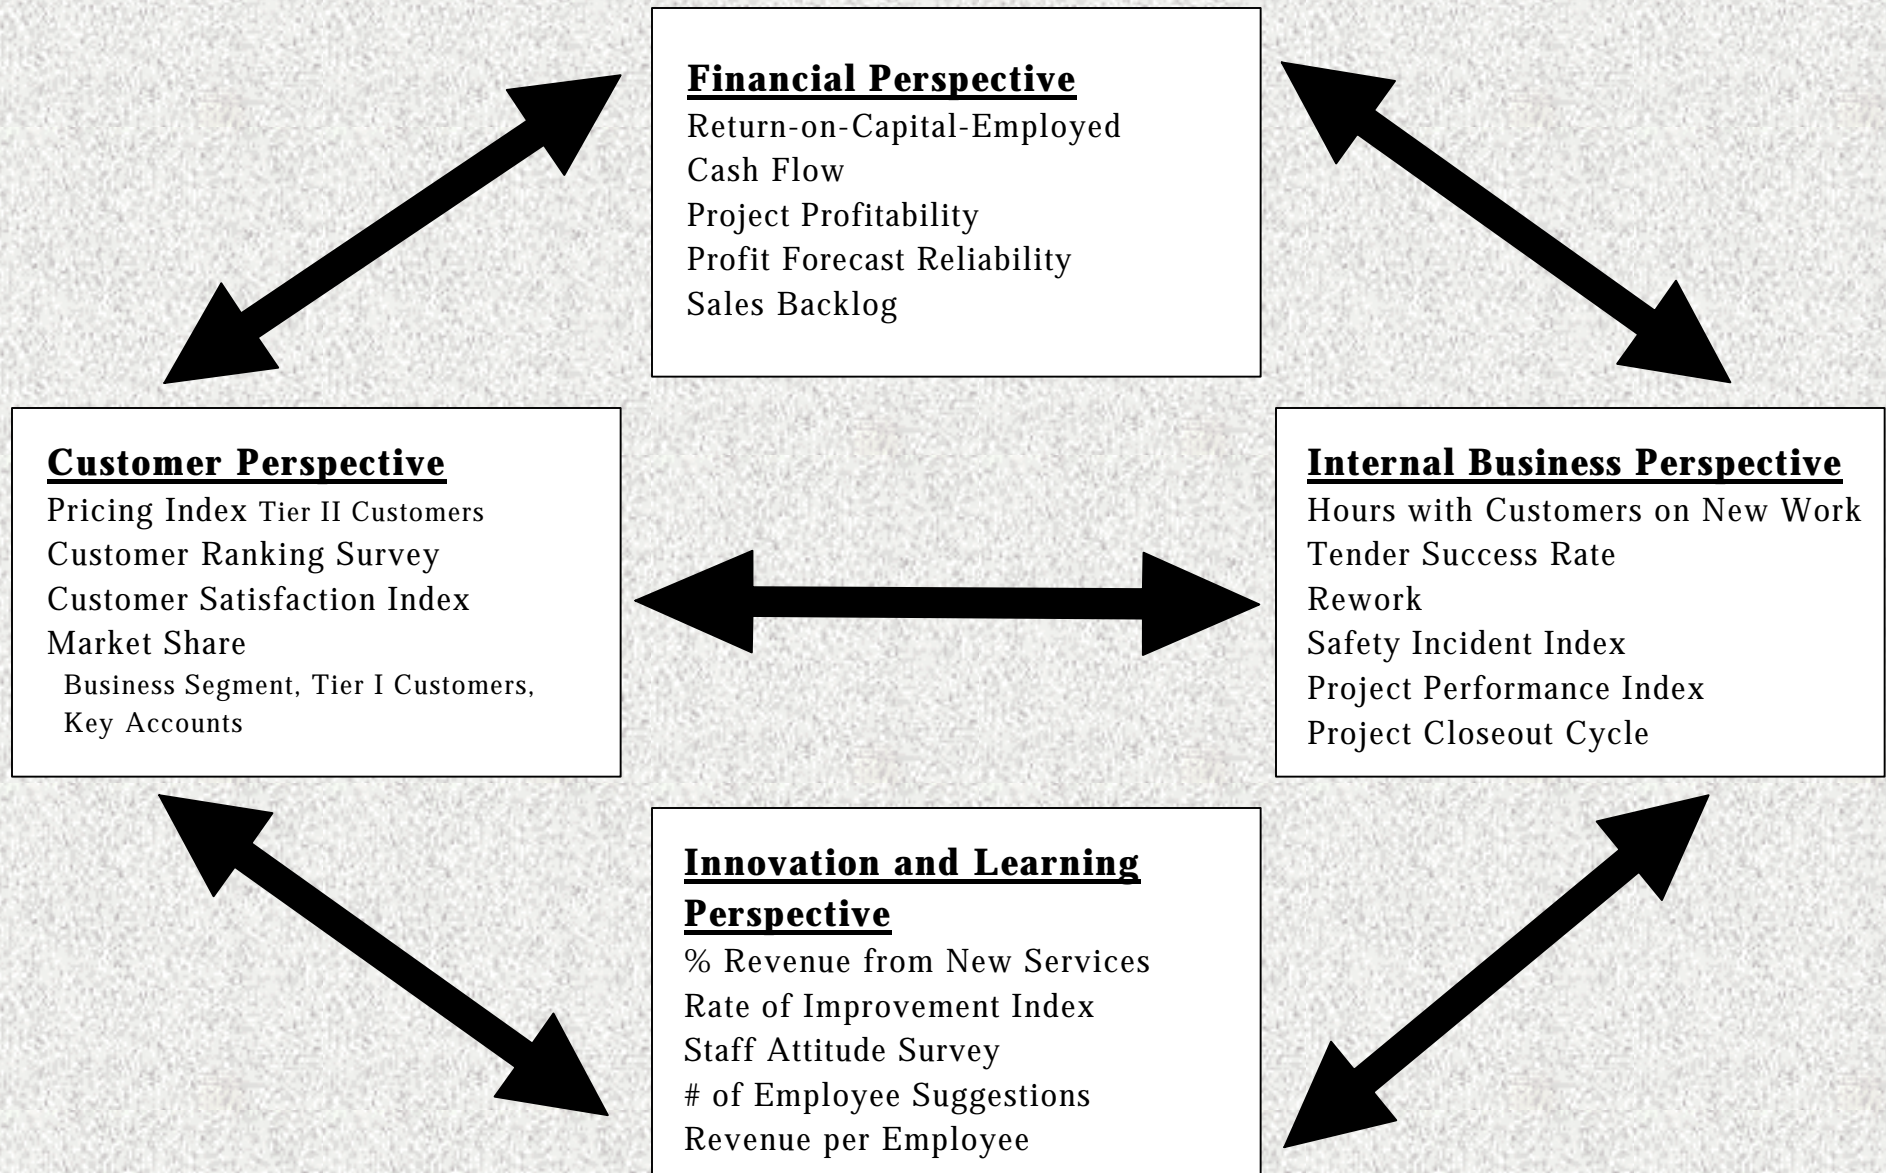 Financial Perspective
Return-on-Capital-Employed
Cash Flow
Project Profitability
Profit Forecast Reliability
Sales Backlog
Customer Perspective
Pricing Index Tier II Customers
Customer Ranking Survey
Customer Satisfaction Index
Market Share
Business Segment, Tier I Customers,
Key Accounts
Internal Business Perspective
Hours with Customers on New Work
Tender Success Rate
Rework
Safety Incident Index
Project Performance Index
Project Closeout Cycle
Innovation and Learning
Perspective
% Revenue from New Services
Rate of Improvement Index
Staff Attitude Survey
# of Employee Suggestions
Revenue per Employee